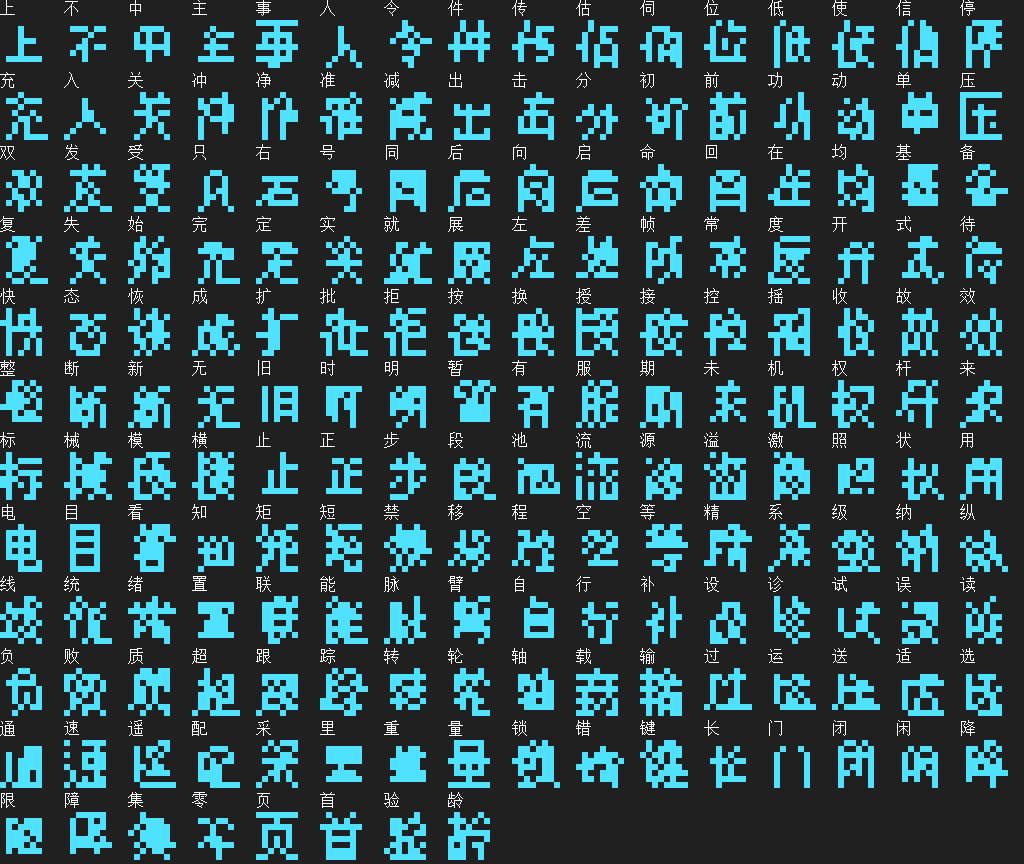 上 不 中 主 事 人 令 件 传 估 伺 位 低 使 信 停
充 入 关 冲 净 准 减 出 击 分 初 前 功 动 单 压
双 发 受 只 右 号 同 后 向 启 命 回 在 均 基 备
复 失 始 完 定 实 就 展 左 差 帧 常 度 开 式 待
快 态 恢 成 扩 批 拒 按 换 授 接 控 摇 收 故 效
整 断 新 无 旧 时 明 暂 有 服 期 未 机 权 杆 来
标 械 模 横 止 正 步 段 池 流 源 溢 激 照 状 用
电 目 看 知 矩 短 禁 移 程 空 等 精 系 级 纳 纵
线 统 绪 置 联 能 脉 臂 自 行 补 设 诊 试 误 读
负 败 质 超 跟 踪 转 轮 轴 载 输 过 运 送 适 选
通 速 遥 配 采 里 重 量 锁 错 键 长 门 闭 闲 降
限 障 集 零 页 首 验 龄